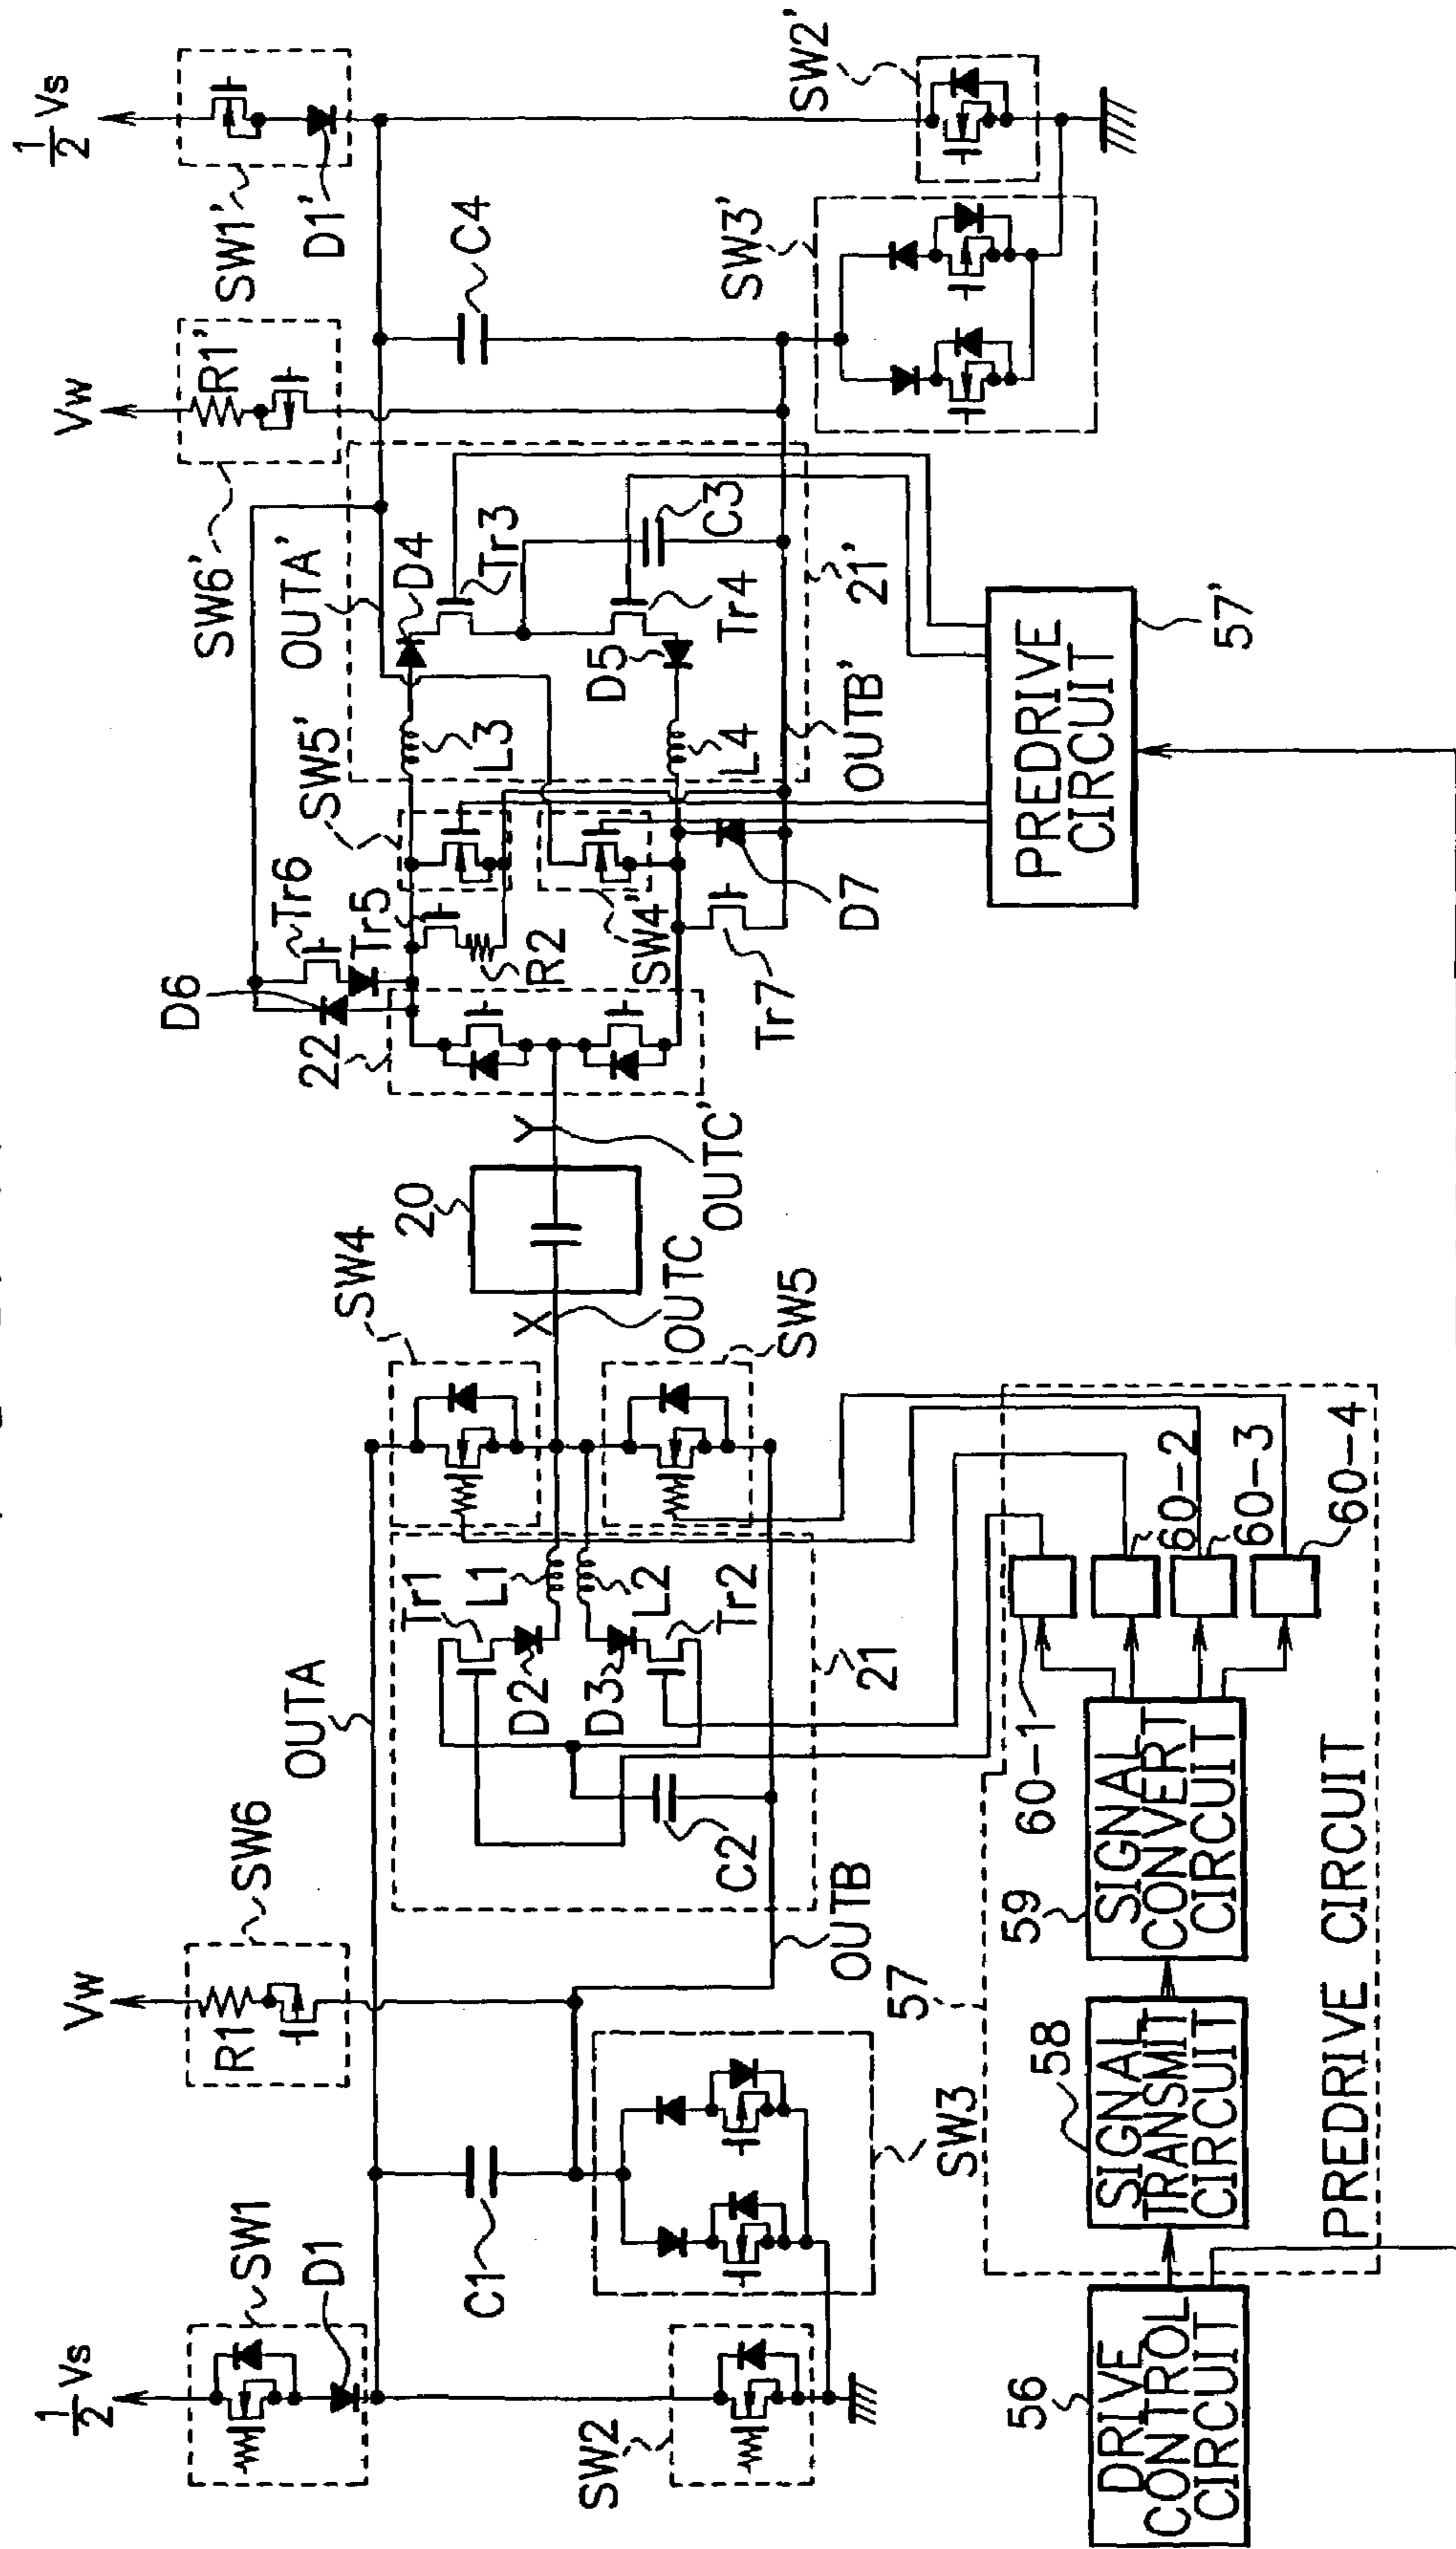 1/2 Vs
SW1
D1
Vw
R1
SW6
OUTA
C1
SW2
SW3
OUTB
C2
Tr1
L1
D2
D3
L2
Tr2
21
SW4
SW5
X
OUTC
20
Y
OUTC'
22
D6
Tr6
Tr5
R2
SW5'
SW4'
Tr7
D7
L3
L4
OUTA'
OUTB'
D4
Tr3
D5
Tr4
C3
21'
SW6'
Vw
R1'
C4
SW3'
1/2 Vs
SW1'
D1'
SW2'
56
DRIVE
CONTROL
CIRCUIT
57
58
SIGNAL
TRANSMIT
CIRCUIT
59
SIGNAL
CONVERT
CIRCUIT
60-1
60-2
60-3
60-4
PREDRIVE CIRCUIT
PREDRIVE
CIRCUIT
57'